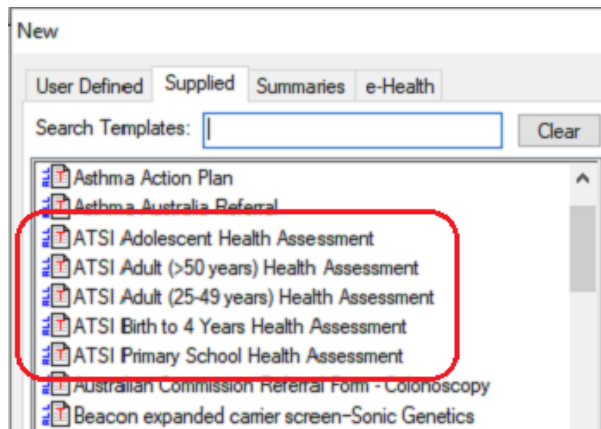 New
User Defined Supplied Summaries e-Health
Search Templates: Clear
Asthma Action Plan
Asthma Australia Referral
ATSI Adolescent Health Assessment
ATSI Adult (>50 years) Health Assessment
ATSI Adult (25-49 years) Health Assessment
ATSI Birth to 4 Years Health Assessment
ATSI Primary School Health Assessment
Australian Commission Referral Form - Colonoscopy
Beacon expanded carrier screen-Sonic Genetics